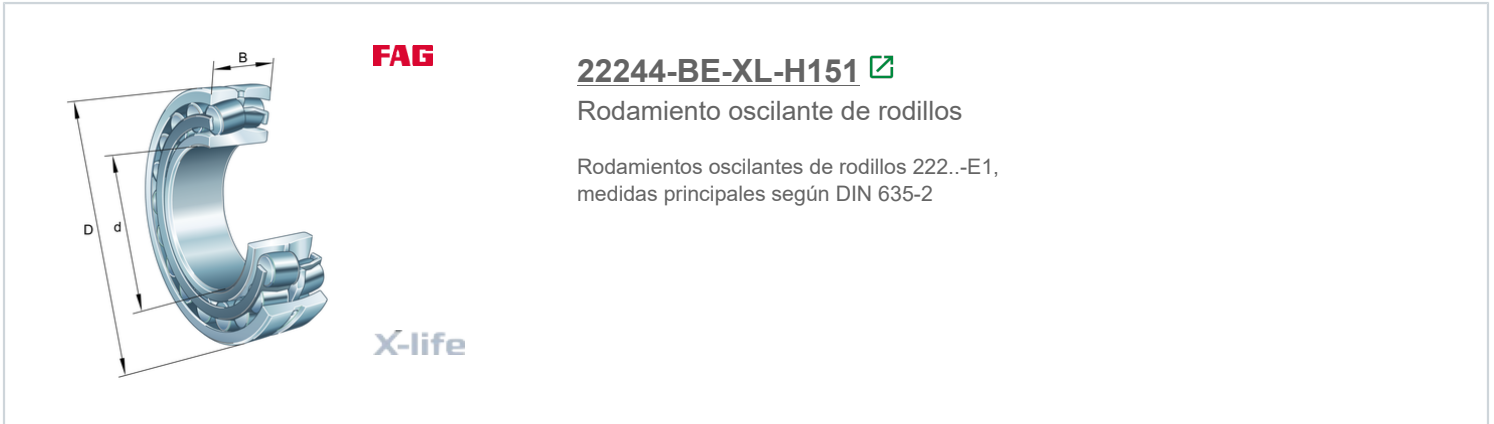 FAG
B
D
d
X-life
22244-BE-XL-H151
Rodamiento oscilante de rodillos
Rodamientos oscilantes de rodillos 222..-E1,
medidas principales según DIN 635-2